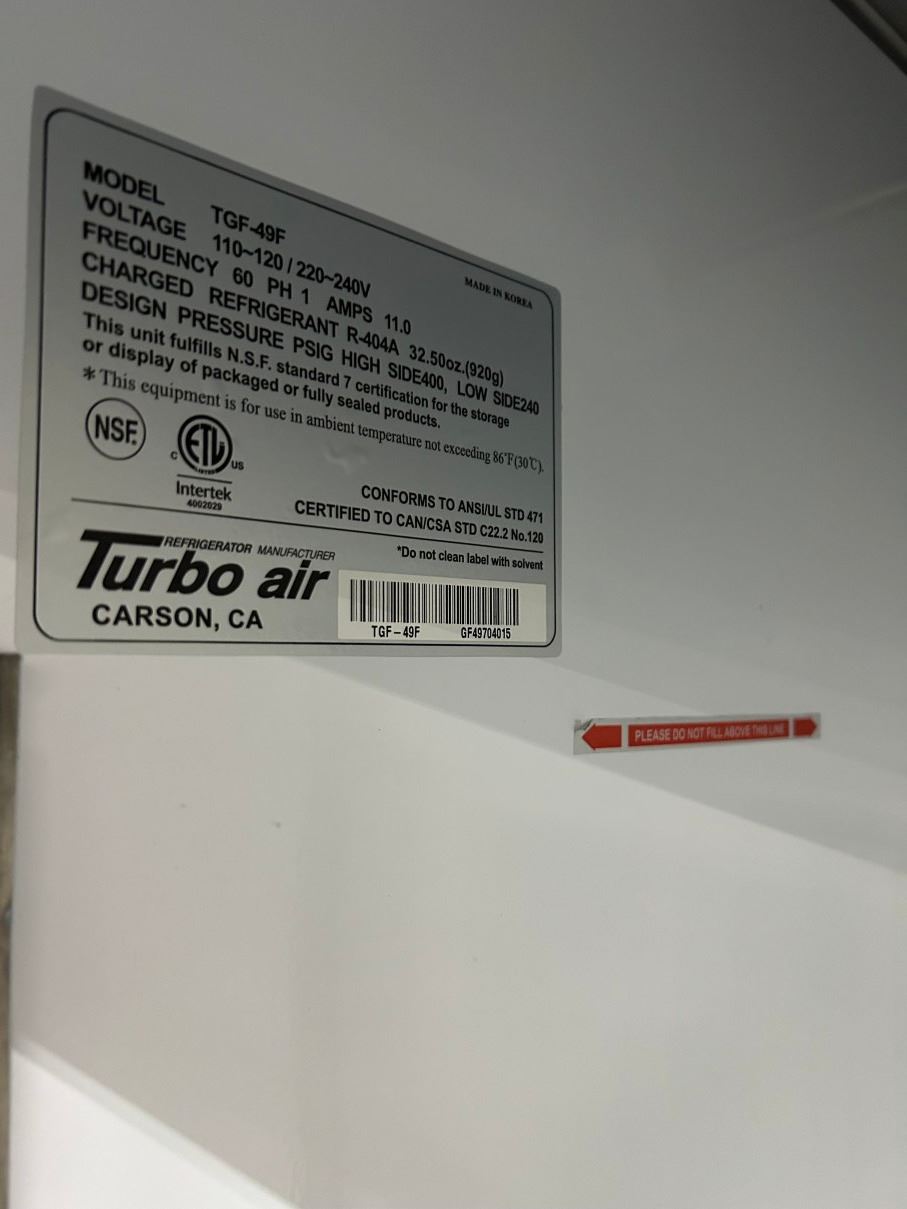 MODEL TGF-49F
VOLTAGE 110~120 / 220~240V
MADE IN KOREA
FREQUENCY 60 PH 1 AMPS 11.0
CHARGED REFRIGERANT R-404A 32.50oz.(920g)
DESIGN PRESSURE PSIG HIGH SIDE400, LOW SIDE240
This unit fulfills N.S.F. standard 7 certification for the storage
or display of packaged or fully sealed products.
* This equipment is for use in ambient temperature not exceeding 86°F(30℃).
NSF.
C ETL US
LISTED
Intertek
4002029
CONFORMS TO ANSI/UL STD 471
CERTIFIED TO CAN/CSA STD C22.2 No.120
REFRIGERATOR MANUFACTURER
*Do not clean label with solvent
Turbo air
CARSON, CA
TGF-49F GF49704015
PLEASE DO NOT FILL ABOVE THIS LINE